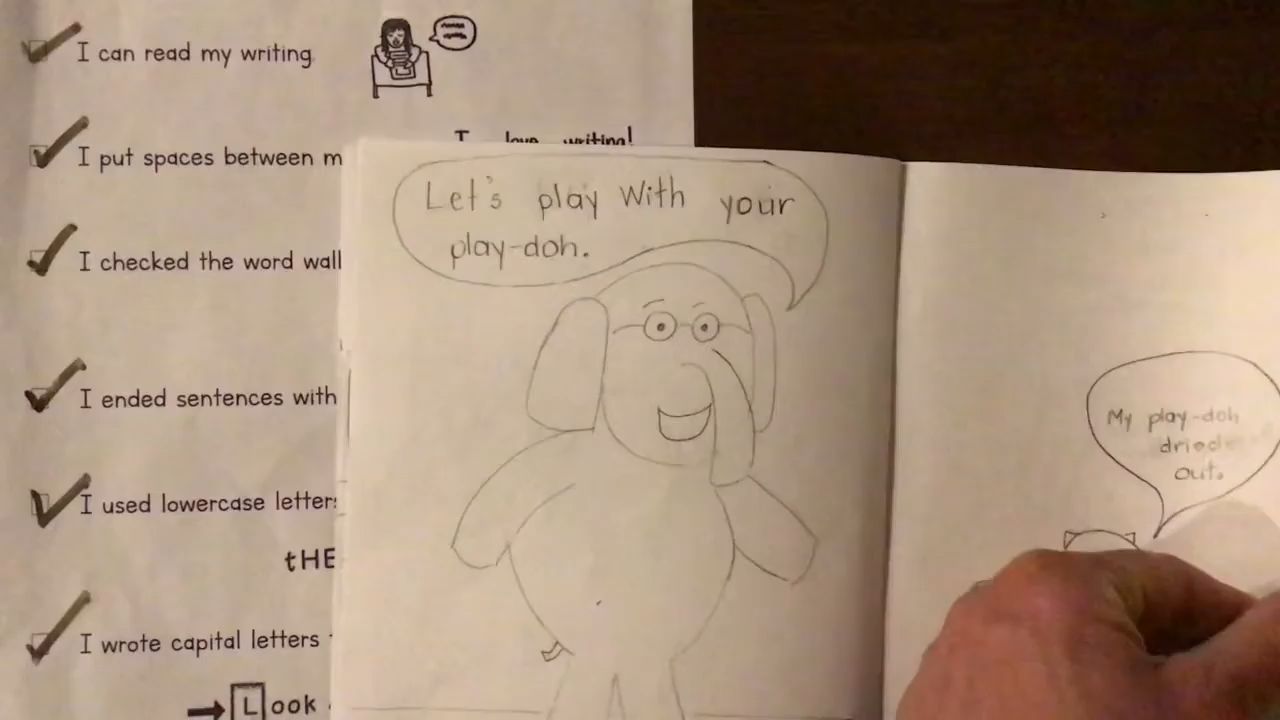 I can read my writing
I put spaces between m
I love writing!
I checked the word wall
I ended sentences with
I used lowercase letters
tHE
I wrote capital letters
Look
Let's play with your
play-doh.
My play-doh
dried
out.